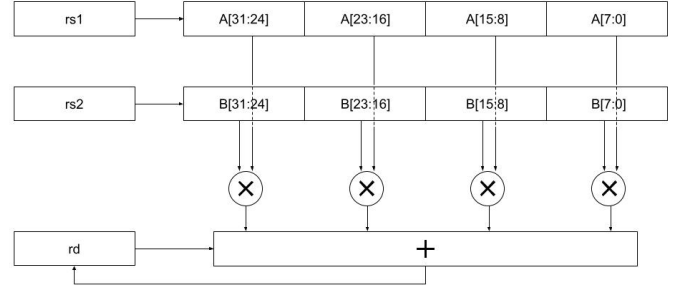 rs1 A[31:24] A[23:16] A[15:8] A[7:0]
rs2 B[31:24] B[23:16] B[15:8] B[7:0]
× × × ×
rd +